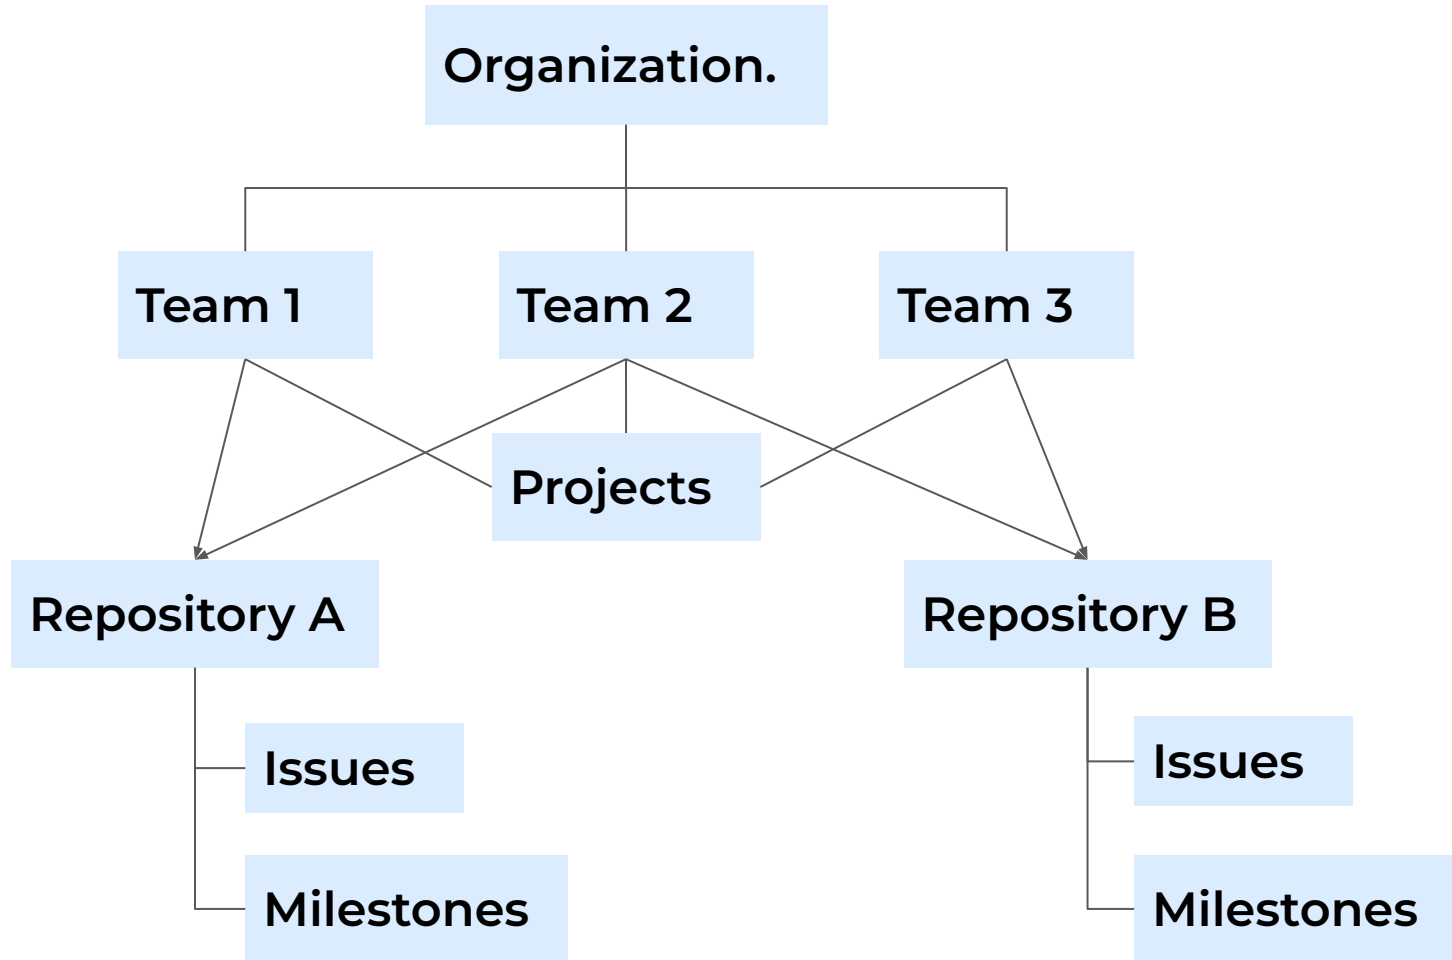 Organization.
Team 1
Team 2
Team 3
Projects
Repository A
Repository B
Issues
Issues
Milestones
Milestones